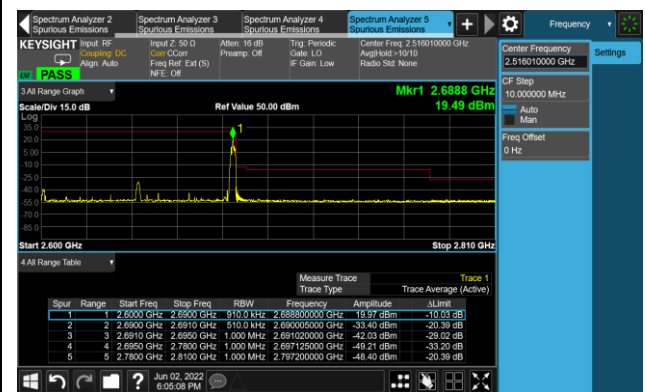 Spectrum Analyzer 2
Spurious Emissions
Spectrum Analyzer 3
Spurious Emissions
Spectrum Analyzer 4
Spurious Emissions
Spectrum Analyzer 5
Spurious Emissions
+
Frequency
KEYSIGHT Input: RF
Coupling: DC
Align: Auto
PASS
Input Z: 50 Ω
Corr CCorr
Freq Ref: Ext (S)
NFE: Off
Atten: 16 dB
Preamp: Off
Trig: Periodic
Gate: LO
IF Gain: Low
Center Freq: 2.516010000 GHz
Avg|Hold:>10/10
Radio Std: None
Center Frequency
2.516010000 GHz
Settings
CF Step
10.000000 MHz
Auto
Man
Freq Offset
0 Hz
3 All Range Graph
Mkr1 2.6888 GHz
Scale/Div 15.0 dB Ref Value 50.00 dBm 19.49 dBm
Log
35.0
20.0
5.00
-10.0
-25.0
-40.0
-55.0
-70.0
-85.0
1
Start 2.600 GHz Stop 2.810 GHz
4 All Range Table
Measure Trace Trace 1
Trace Type Trace Average (Active)
Spur Range Start Freq Stop Freq RBW Frequency Amplitude ΔLimit
1 1 2.6000 GHz 2.6900 GHz 910.0 kHz 2.688800000 GHz 19.97 dBm -10.03 dB
2 2 2.6900 GHz 2.6910 GHz 510.0 kHz 2.690005000 GHz -33.40 dBm -20.39 dB
3 3 2.6910 GHz 2.6950 GHz 1.000 MHz 2.691020000 GHz -42.03 dBm -29.02 dB
4 4 2.6950 GHz 2.7800 GHz 1.000 MHz 2.697125000 GHz -49.21 dBm -33.20 dB
5 5 2.7800 GHz 2.8100 GHz 1.000 MHz 2.797200000 GHz -48.40 dBm -20.39 dB
?
Jun 02, 2022
6:05:08 PM